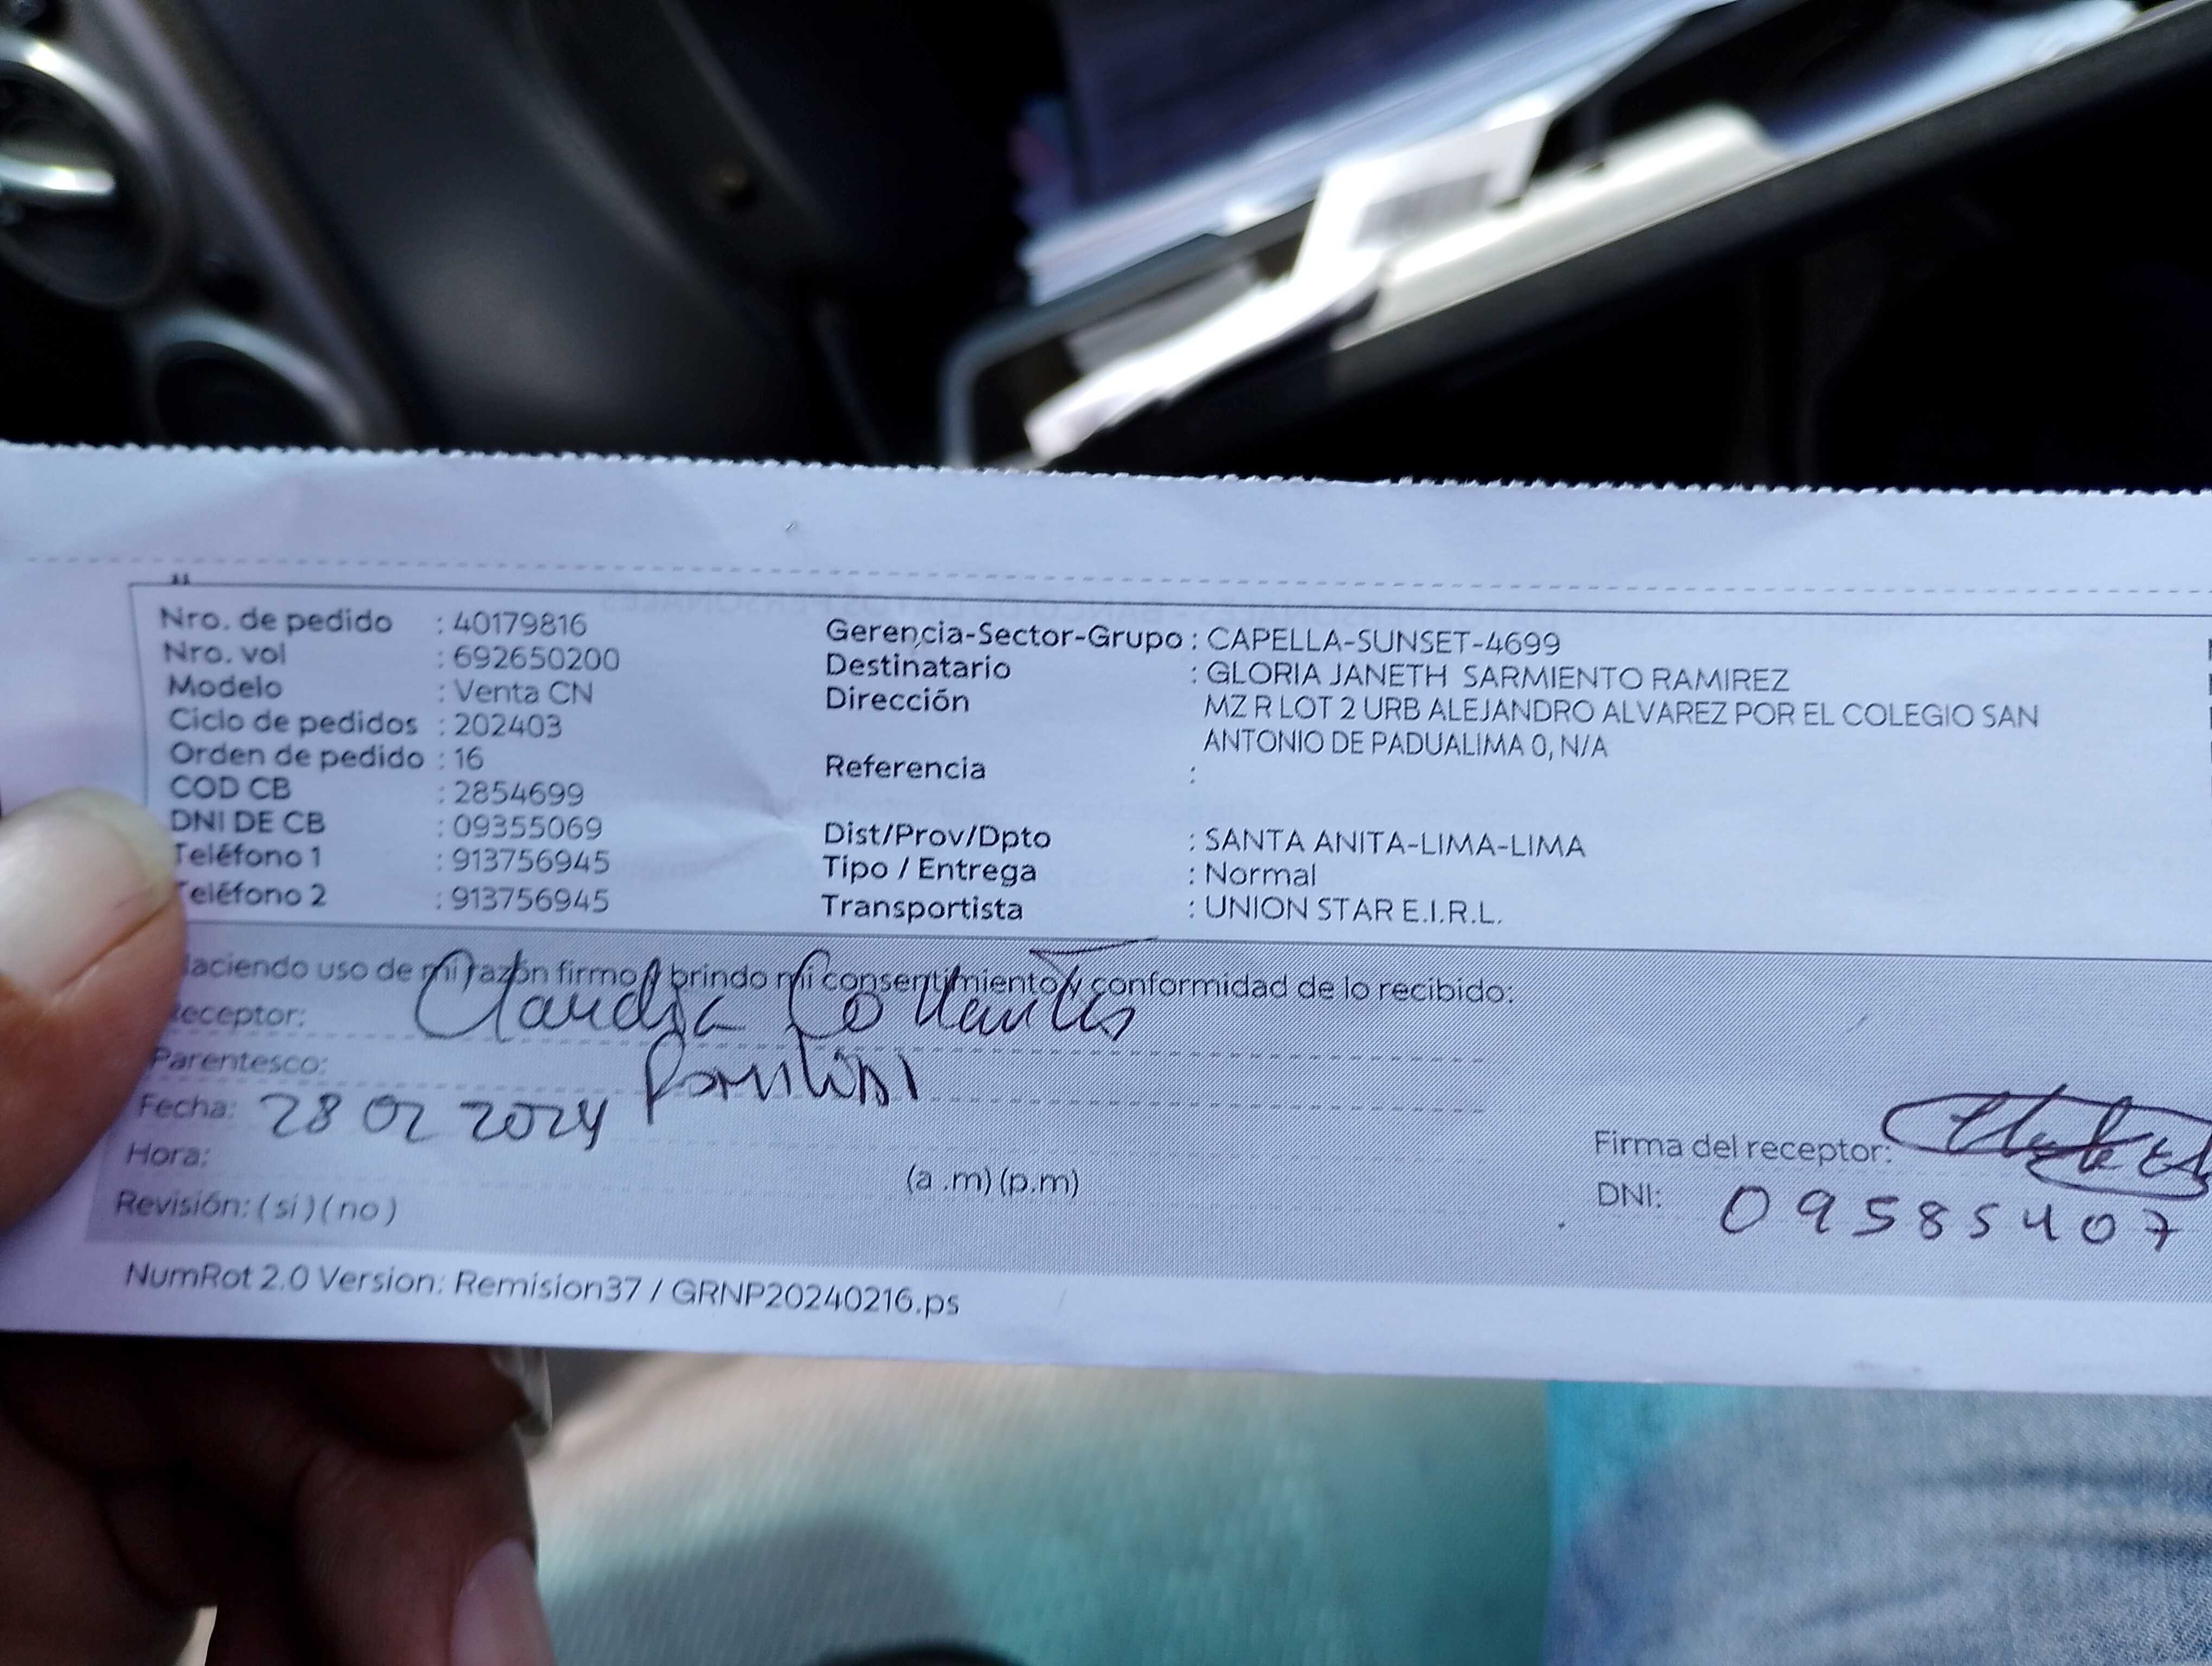 Nro. de pedido : 40179816
Nro. vol : 692650200
Modelo : Venta CN
Ciclo de pedidos : 202403
Orden de pedido : 16
COD CB : 2854699
DNI DE CB : 09355069
Teléfono 1 : 913756945
Teléfono 2 : 913756945
Gerencia-Sector-Grupo : CAPELLA-SUNSET-4699
Destinatario : GLORIA JANETH SARMIENTO RAMIREZ
Dirección MZ R LOT 2 URB ALEJANDRO ALVAREZ POR EL COLEGIO SAN
ANTONIO DE PADUALIMA 0, N/A
Referencia :
Dist/Prov/Dpto : SANTA ANITA-LIMA-LIMA
Tipo / Entrega : Normal
Transportista : UNION STAR E.I.R.L.
Haciendo uso de mi razón firmo y brindo mi consentimiento y conformidad de lo recibido:
Receptor: Claudia
Parentesco:
Fecha: 28 02 2024
Hora: (a .m) (p.m)
Revisión: ( si ) ( no )
Firma del receptor:
DNI: 09585407
NumRot 2.0 Version: Remision37 / GRNP20240216.ps